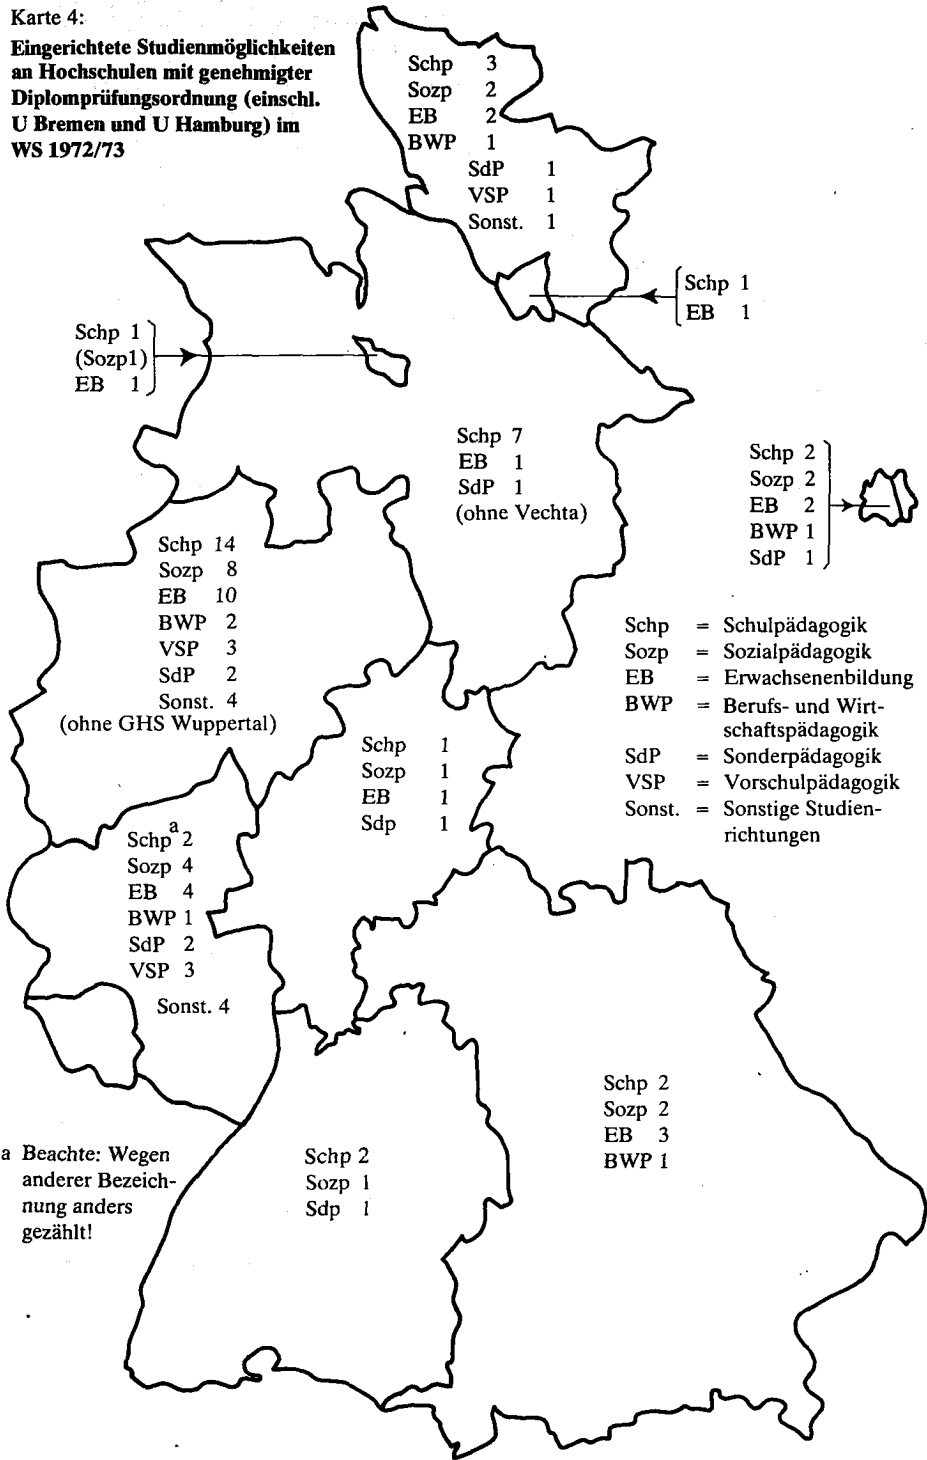 Karte 4:
Eingerichtete Studienmöglichkeiten
an Hochschulen mit genehmigter
Diplomprüfungsordnung (einschl.
U Bremen und U Hamburg) im
WS 1972/73
Schp 3
Sozp 2
EB 2
BWP 1
SdP 1
VSP 1
Sonst. 1
Schp 1
EB 1
Schp 1
(Sozp1)
EB 1
Schp 7
EB 1
SdP 1
(ohne Vechta)
Schp 2
Sozp 2
EB 2
BWP 1
SdP 1
Schp 14
Sozp 8
EB 10
BWP 2
VSP 3
SdP 2
Sonst. 4
(ohne GHS Wuppertal)
Schp = Schulpädagogik
Sozp = Sozialpädagogik
EB = Erwachsenenbildung
BWP = Berufs- und Wirt-
schaftspädagogik
SdP = Sonderpädagogik
VSP = Vorschulpädagogik
Sonst. = Sonstige Studien-
richtungen
Schp 1
Sozp 1
EB 1
Sdp 1
Schp a 2
Sozp 4
EB 4
BWP 1
SdP 2
VSP 3
Sonst. 4
Schp 2
Sozp 2
EB 3
BWP 1
Schp 2
Sozp 1
Sdp 1
a Beachte: Wegen
anderer Bezeich-
nung anders
gezählt!